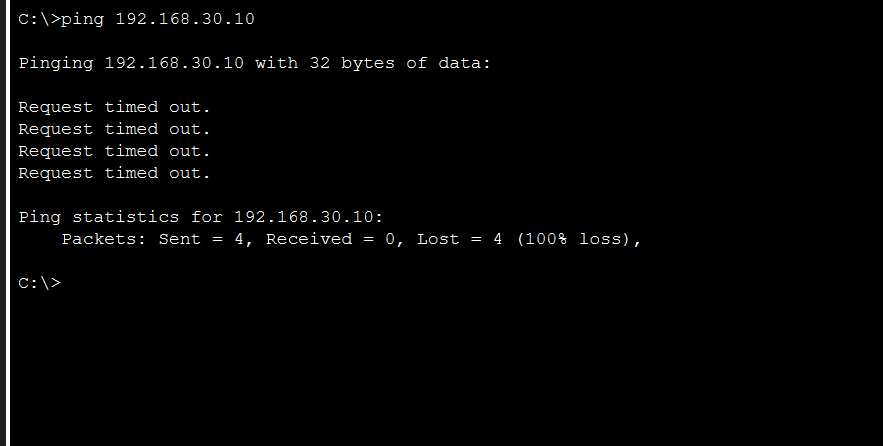 C:\>ping 192.168.30.10
Pinging 192.168.30.10 with 32 bytes of data:
Request timed out.
Request timed out.
Request timed out.
Request timed out.
Ping statistics for 192.168.30.10:
    Packets: Sent = 4, Received = 0, Lost = 4 (100% loss),
C:\>